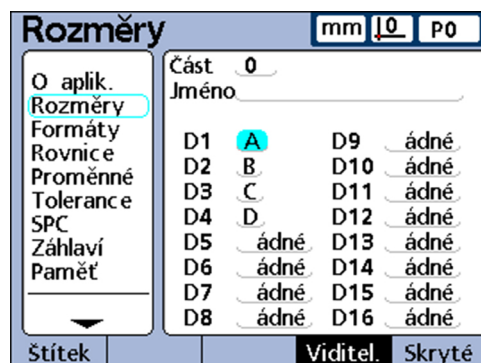 Rozměry mm 0 P0
O aplik.
Rozměry
Formáty
Rovnice
Proměnné
Tolerance
SPC
Záhlaví
Paměť
Část 0
Jméno
D1 A D9 ádné
D2 B D10 ádné
D3 C D11 ádné
D4 D D12 ádné
D5 ádné D13 ádné
D6 ádné D14 ádné
D7 ádné D15 ádné
D8 ádné D16 ádné
Štítek Viditel. Skryté